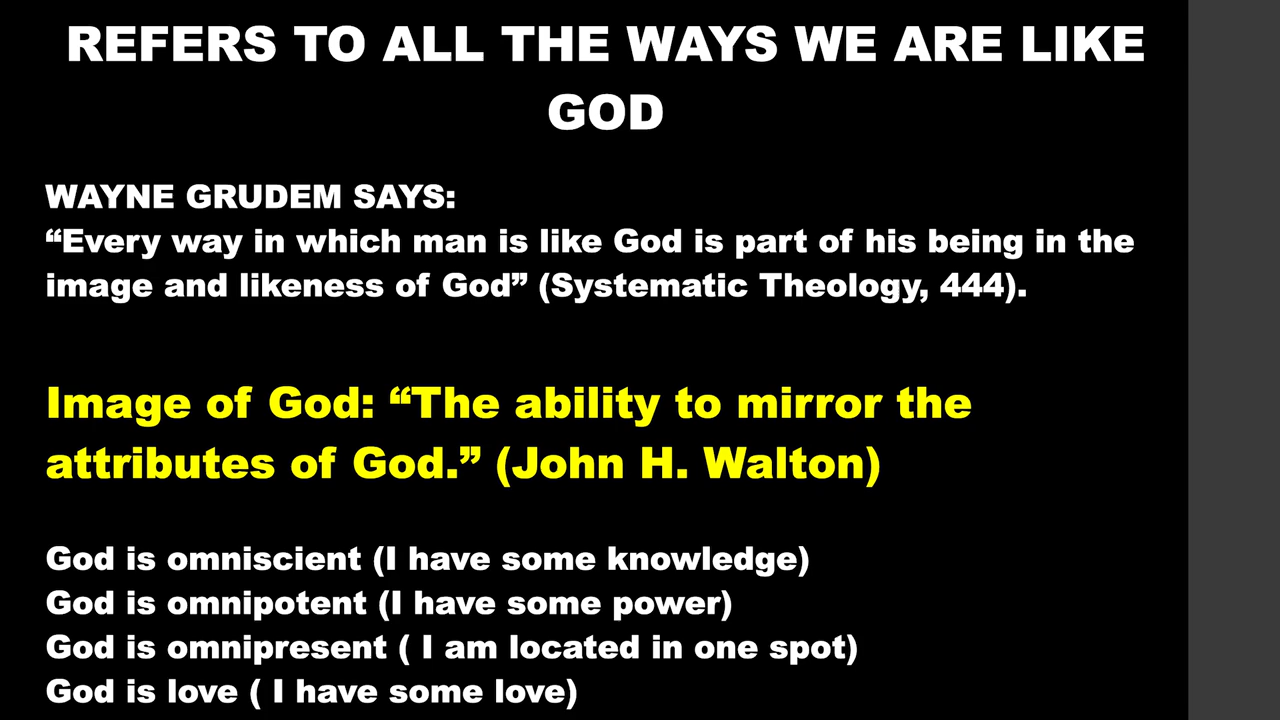 REFERS TO ALL THE WAYS WE ARE LIKE
GOD
WAYNE GRUDEM SAYS:
“Every way in which man is like God is part of his being in the
image and likeness of God” (Systematic Theology, 444).
Image of God: “The ability to mirror the
attributes of God.” (John H. Walton)
God is omniscient (I have some knowledge)
God is omnipotent (I have some power)
God is omnipresent ( I am located in one spot)
God is love ( I have some love)